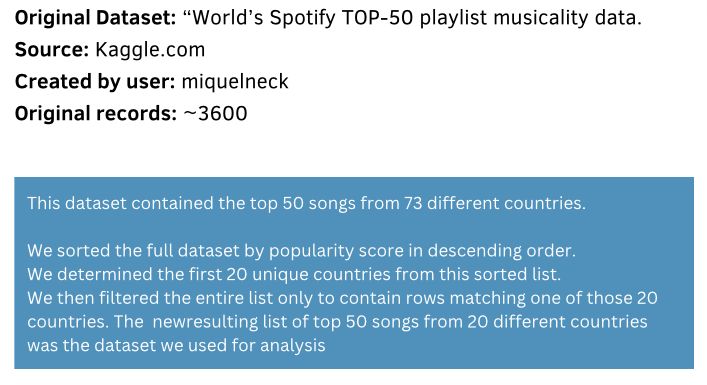 Original Dataset: “World’s Spotify TOP-50 playlist musicality data.
Source: Kaggle.com
Created by user: miquelneck
Original records: ~3600
This dataset contained the top 50 songs from 73 different countries.
We sorted the full dataset by popularity score in descending order.
We determined the first 20 unique countries from this sorted list.
We then filtered the entire list only to contain rows matching one of those 20
countries. The  newresulting list of top 50 songs from 20 different countries
was the dataset we used for analysis